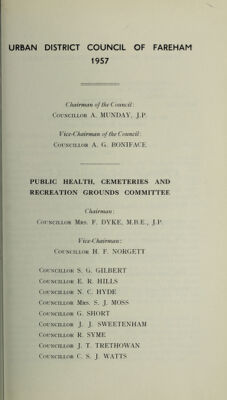 URBAN DISTRICT COUNCIL OF FAREHAM
1957
Chairman of the Council:
Councillor A. MUNDAY, J.P.
Vice-Chairman of the Council:
Councillor A. G. BONIFACE
PUBLIC HEALTH, CEMETERIES AND
RECREATION GROUNDS COMMITTEE
Chairman:
Councillor Mrs. F. DYKE, M.B.E., J.P.
Vice-Chairman:
Councillor H. F. NORGETT
Councillor S. G. GILBERT
Councillor E. R. HILLS
Councillor N. C. HYDE
Councillor Mrs. S. J. MOSS
Councillor G. SHORT
Councillor J. J. SWEETENHAM
Councillor R. SYME
Councillor J. T. TRETHOWAN
Councillor C. S. J. WATTS